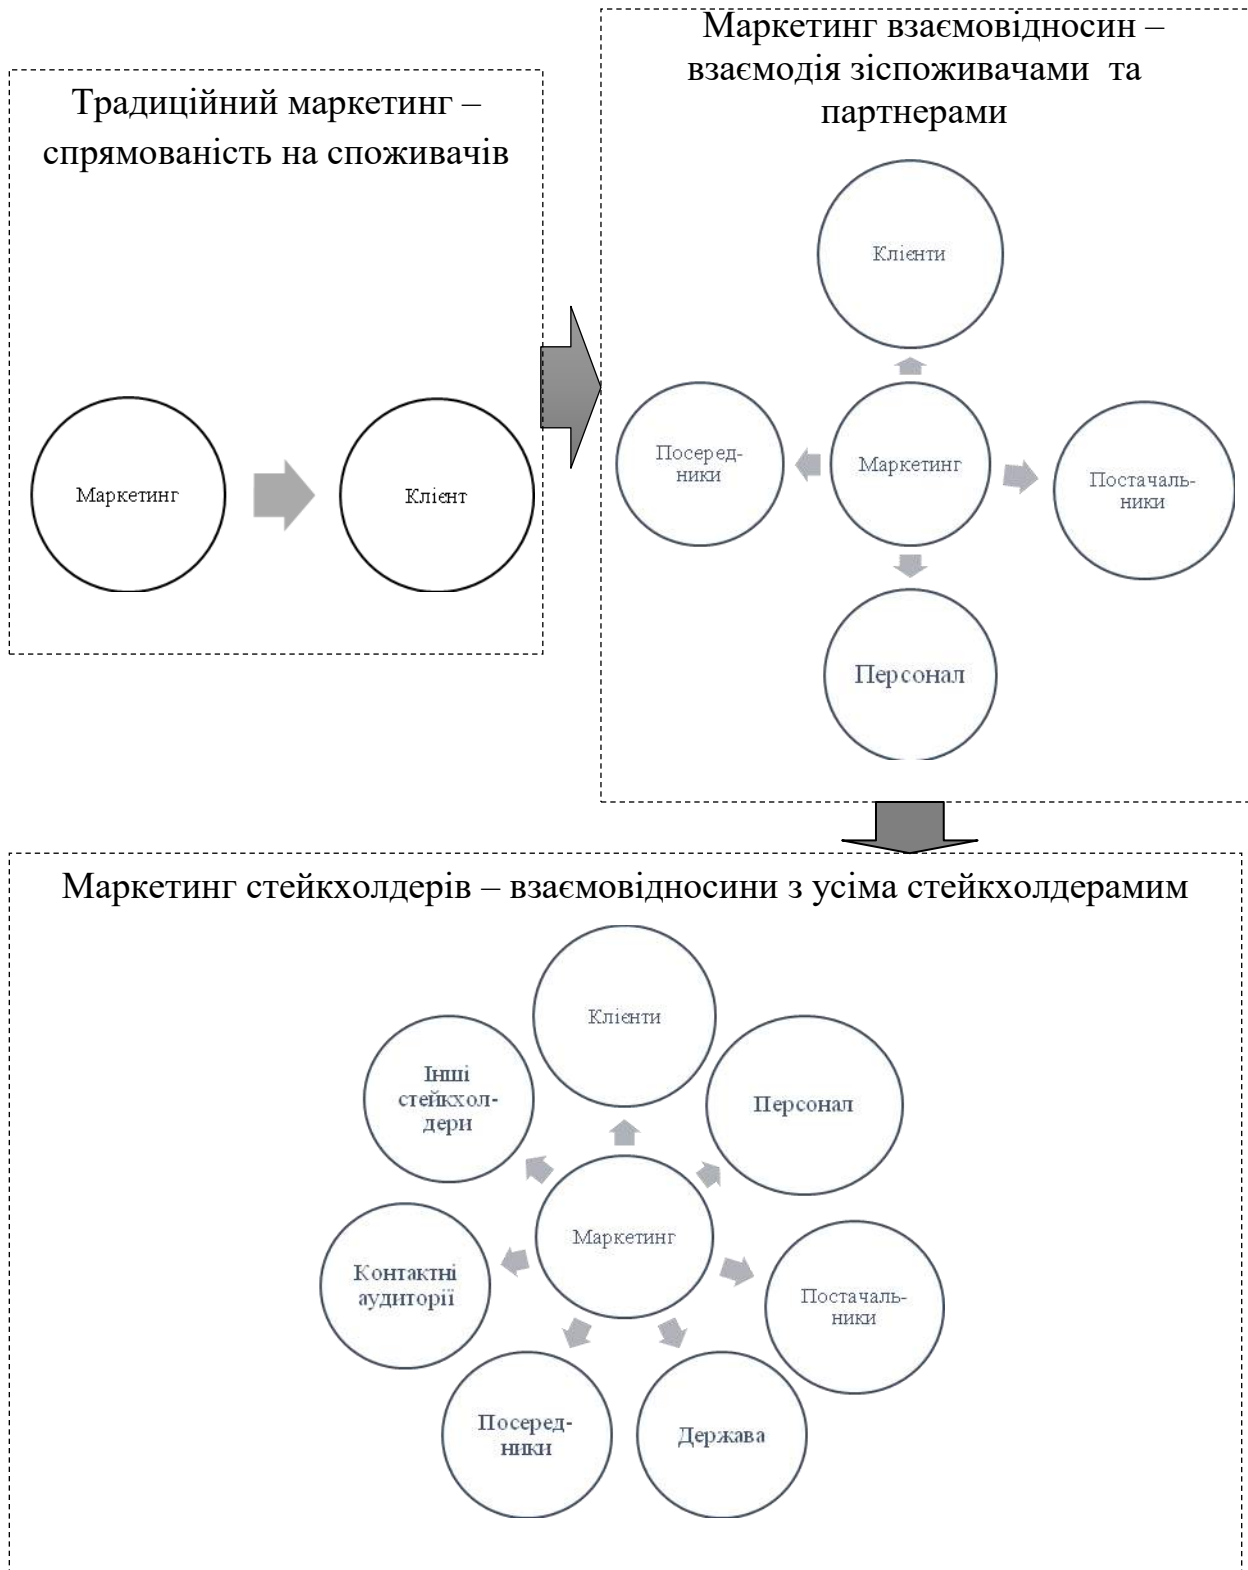 Традиційний маркетинг –
спрямованість на споживачів
Маркетинг
Клієнт
Маркетинг взаємовідносин –
взаємодія зіспоживачами та
партнерами
Клієнти
Посеред-
ники
Маркетинг
Постачаль-
ники
Персонал
Маркетинг стейкхолдерів – взаємовідносини з усіма стейкхолдерамим
Клієнти
Інші
стейкхол-
дери
Персонал
Маркетинг
Контактні
аудиторії
Постачаль-
ники
Посеред-
ники
Держава